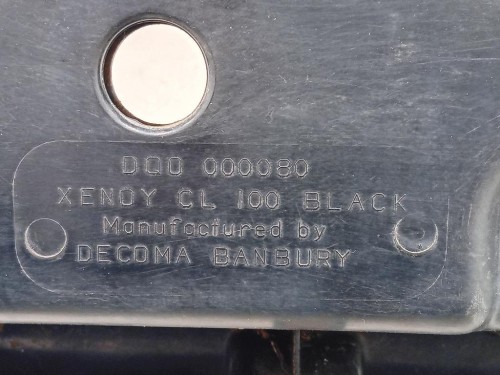 DQD 000080
XENOY CL 100 BLACK
Manufactured by
DECOMA BANBURY